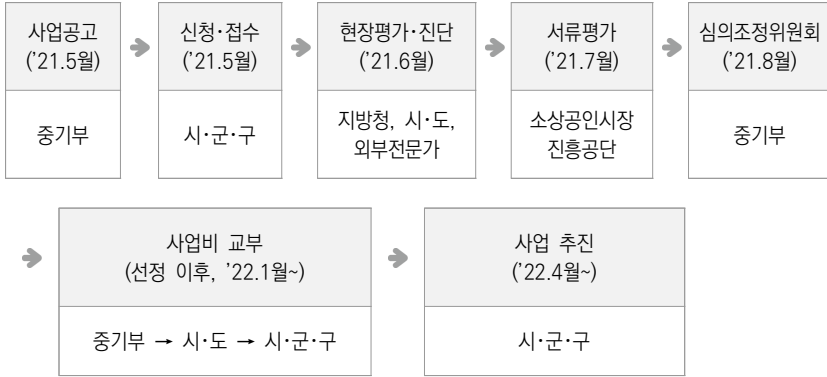 사업공고
('21.5월)
중기부
신청·접수
('21.5월)
시·군·구
현장평가·진단
('21.6월)
지방청, 시·도,
외부전문가
서류평가
('21.7월)
소상공인시장
진흥공단
심의조정위원회
('21.8월)
중기부
사업비 교부
(선정 이후, '22.1월~)
중기부 → 시·도 → 시·군·구
사업 추진
('22.4월~)
시·군·구